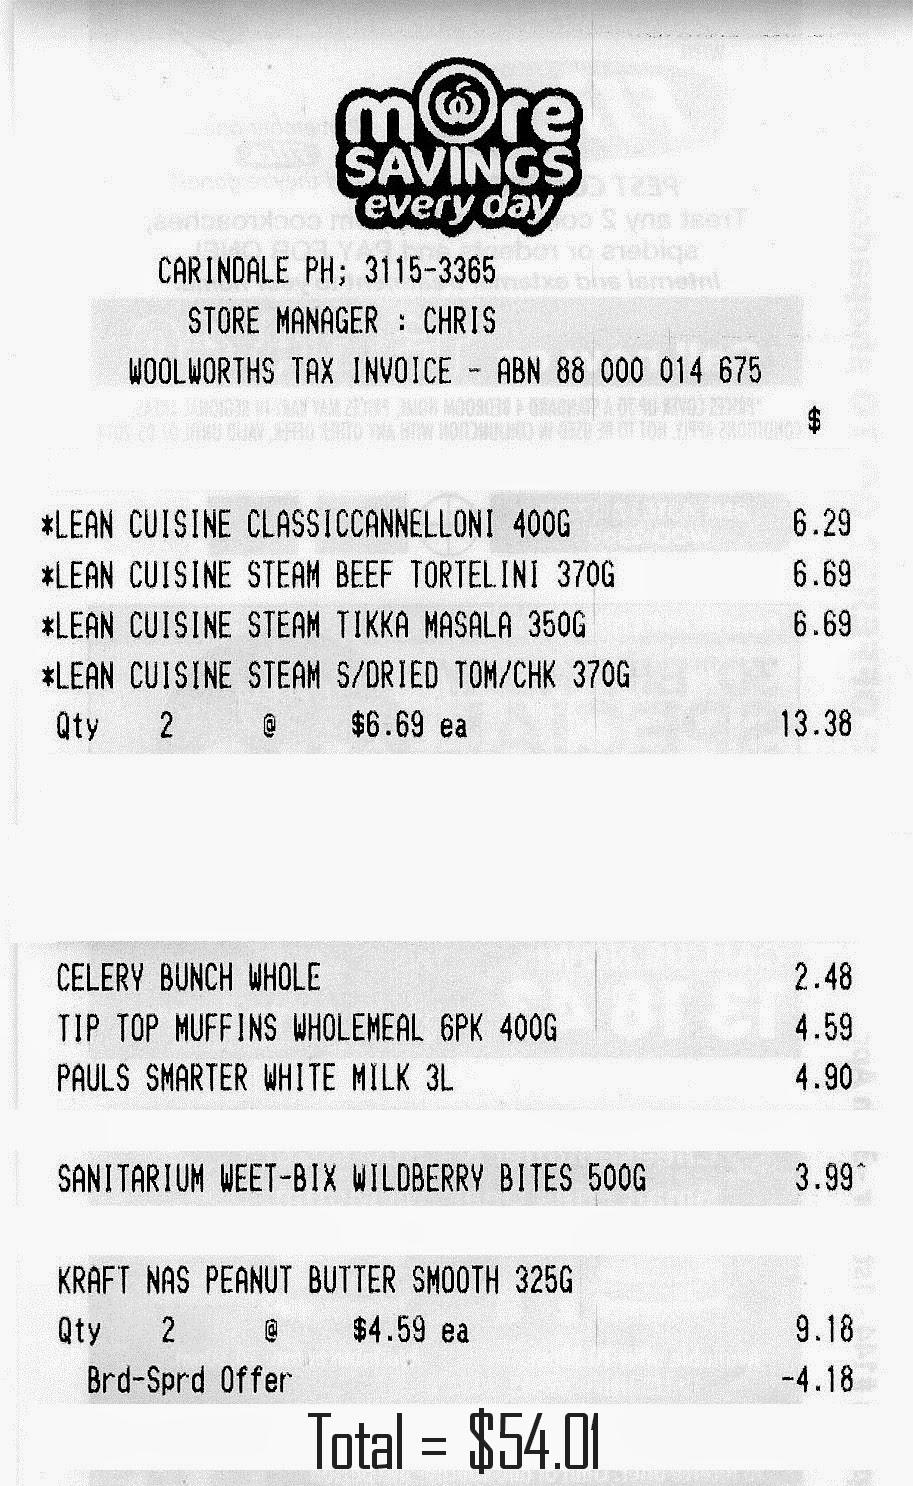 more
SAVINGS
every day
CARINDALE PH; 3115-3365
STORE MANAGER : CHRIS
WOOLWORTHS TAX INVOICE - ABN 88 000 014 675
$
*LEAN CUISINE CLASSICCANNELLONI 400G 6.29
*LEAN CUISINE STEAM BEEF TORTELINI 370G 6.69
*LEAN CUISINE STEAM TIKKA MASALA 350G 6.69
*LEAN CUISINE STEAM S/DRIED TOM/CHK 370G
Qty 2 @ $6.69 ea 13.38
CELERY BUNCH WHOLE 2.48
TIP TOP MUFFINS WHOLEMEAL 6PK 400G 4.59
PAULS SMARTER WHITE MILK 3L 4.90
SANITARIUM WEET-BIX WILDBERRY BITES 500G 3.99^
KRAFT NAS PEANUT BUTTER SMOOTH 325G
Qty 2 @ $4.59 ea 9.18
Brd-Sprd Offer -4.18
Total = $54.01